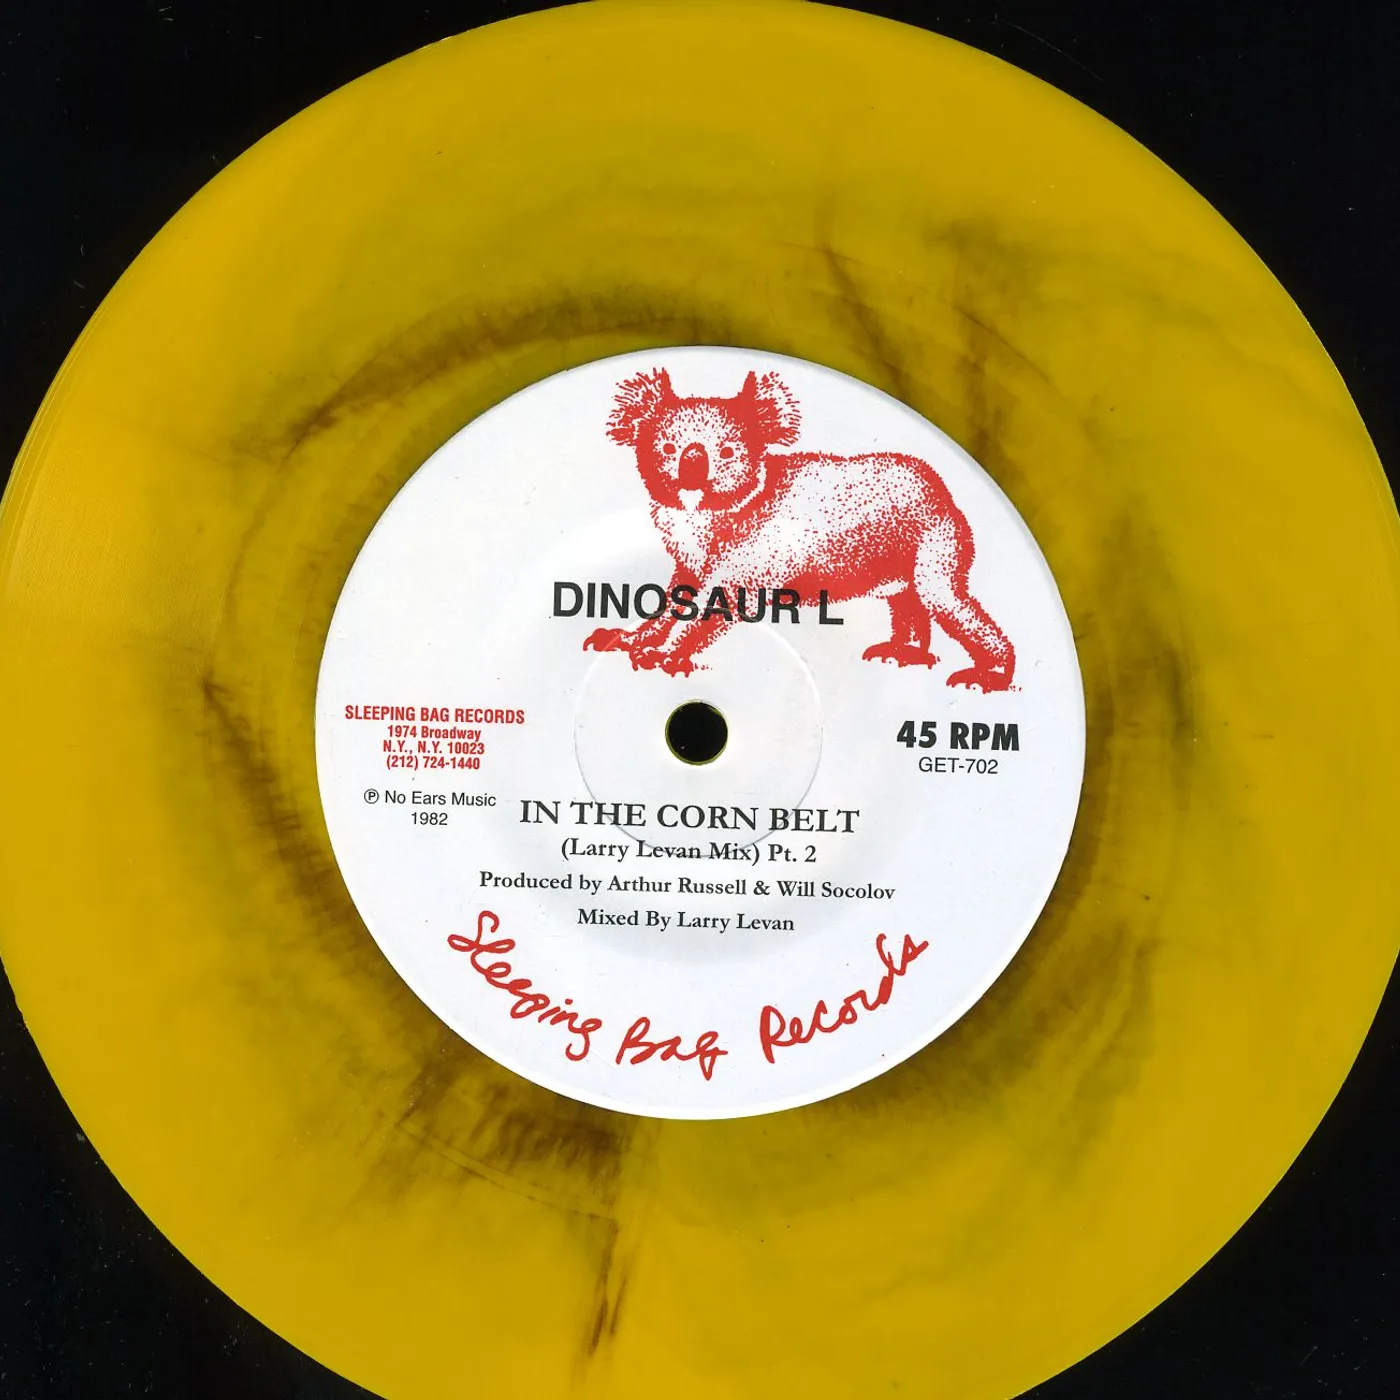 DINOSAUR L
SLEEPING BAG RECORDS
1974 Broadway
N.Y., N.Y. 10023
(212) 724-1440
℗ No Ears Music
1982
45 RPM
GET-702
IN THE CORN BELT
(Larry Levan Mix) Pt. 2
Produced by Arthur Russell & Will Socolov
Mixed By Larry Levan
Sleeping Bag Records